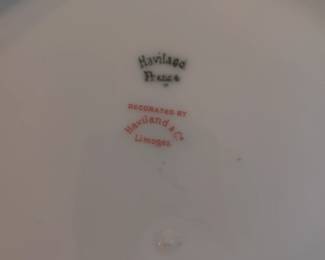 Haviland
France
DECORATED BY
Haviland & Co
Limoges